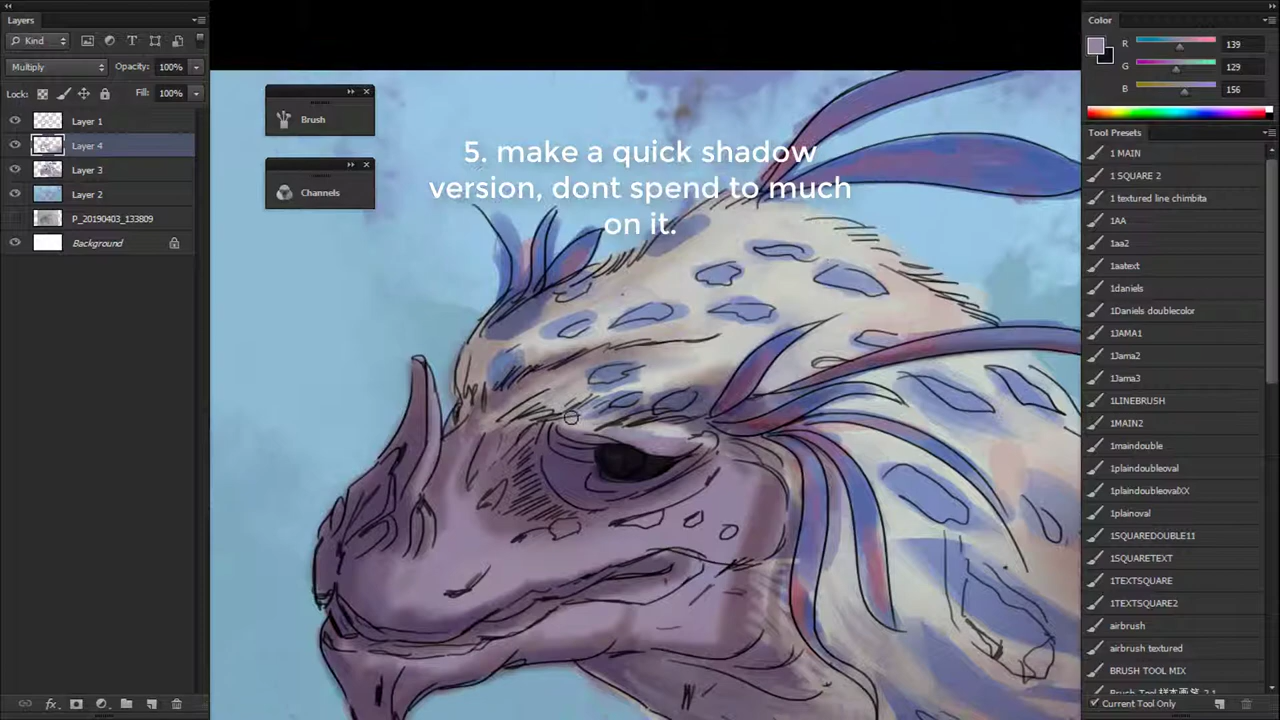 Layers
Kind
Multiply Opacity: 100%
Lock: Fill: 100%
Layer 1
Layer 4
Layer 3
Layer 2
P_20190403_133809
Background
fx
Brush
Channels
5. make a quick shadow
version, dont spend to much
on it.
Color
R 139
G 129
B 156
Tool Presets
1 MAIN
1 SQUARE 2
1 textured line chimbita
1AA
1aa2
1aatext
1daniels
1Daniels doublecolor
1JAMA1
1Jama2
1Jama3
1LINEBRUSH
1MAIN2
1maindouble
1plaindoubleoval
1plaindoubleovalXX
1plainoval
1SQUAREDOUBLE11
1SQUARETEXT
1TEXTSQUARE
1TEXTSQUARE2
airbrush
airbrush textured
BRUSH TOOL MIX
Current Tool Only